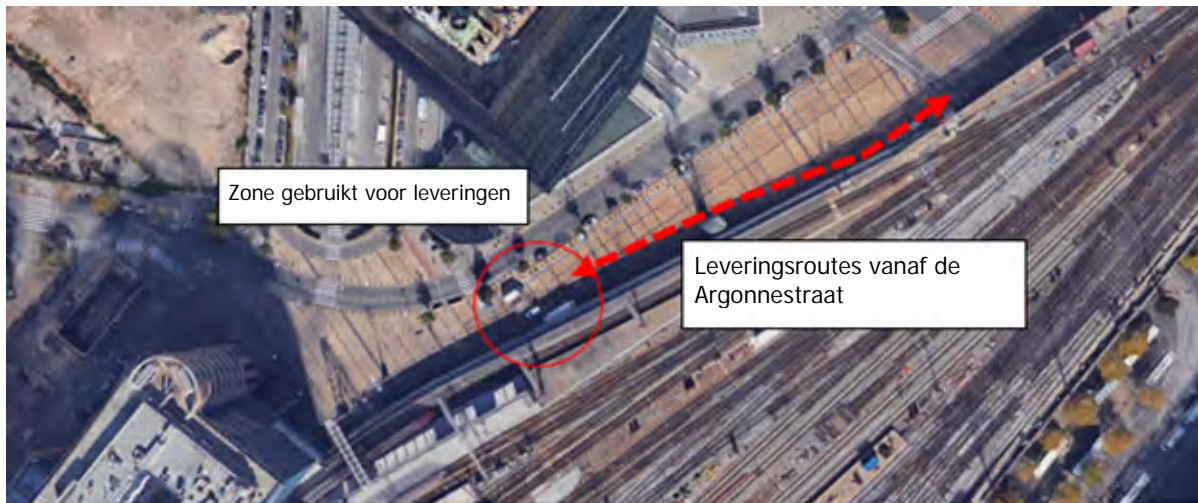 Zone gebruikt voor leveringen
Leveringsroutes vanaf de
Argonnestraat